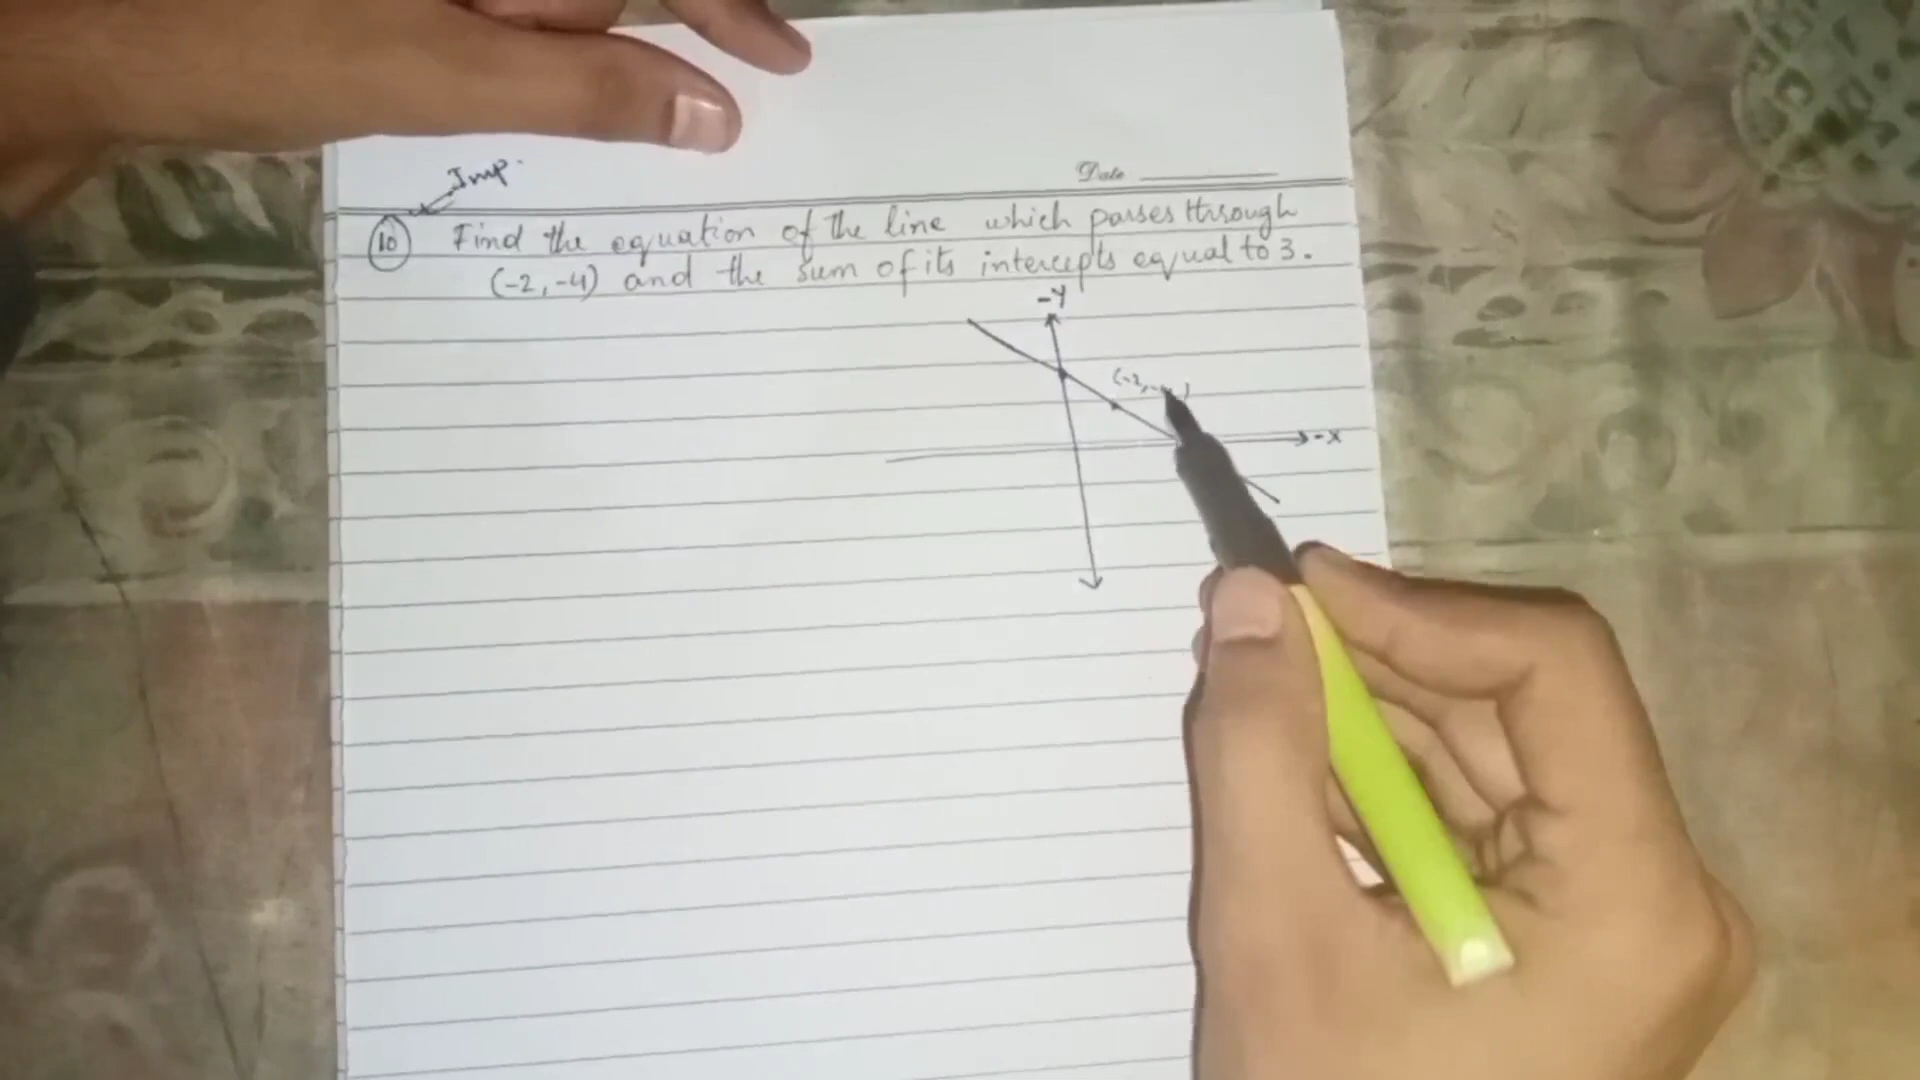 Imp.
Date
10 Find the equation of the line which passes through
(-2,-4) and the sum of its intercepts equal to 3.
-Y
(-2,
-X